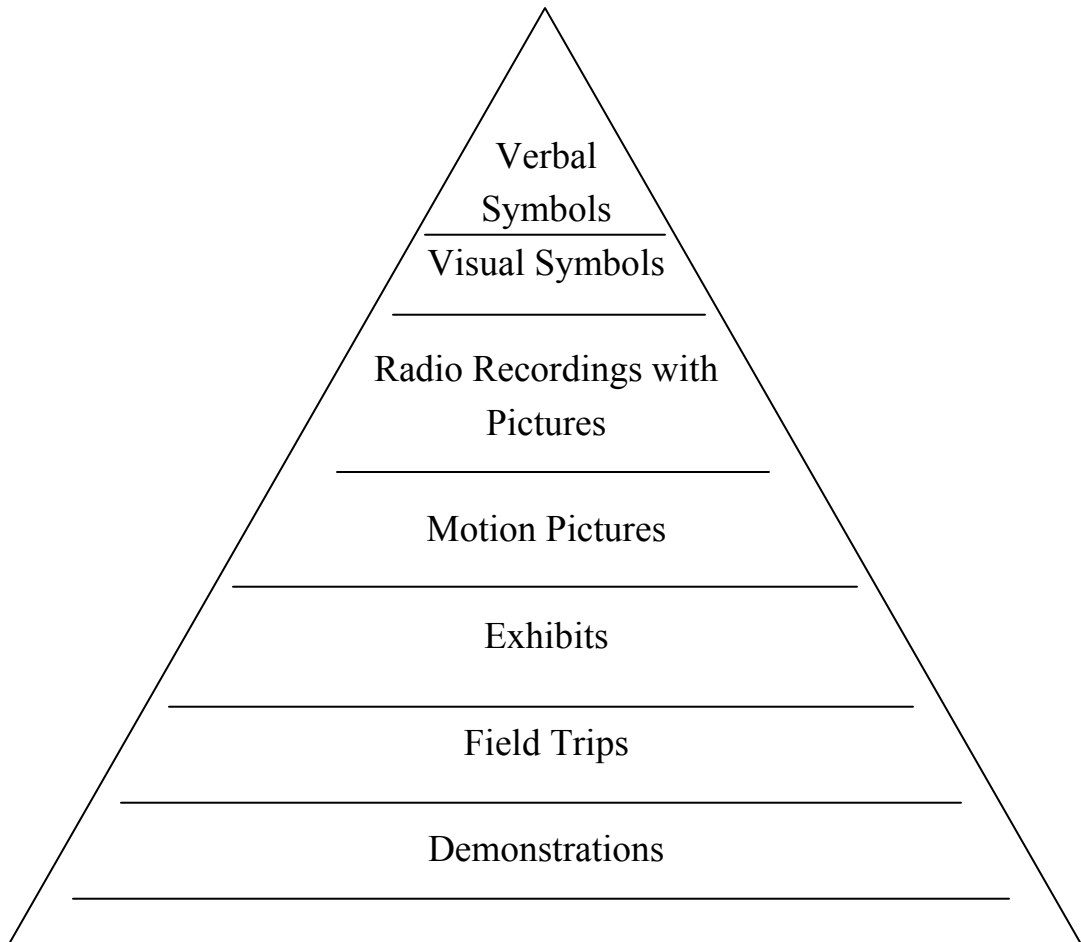 Verbal
Symbols
Visual Symbols
Radio Recordings with
Pictures
Motion Pictures
Exhibits
Field Trips
Demonstrations